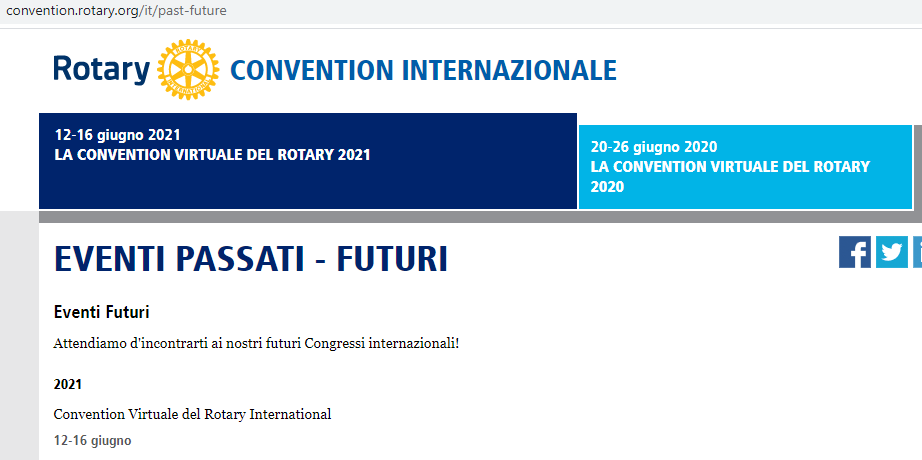 convention.rotary.org/it/past-future
Rotary
ROTARY
INTERNATIONAL
CONVENTION INTERNAZIONALE
12-16 giugno 2021
LA CONVENTION VIRTUALE DEL ROTARY 2021
20-26 giugno 2020
LA CONVENTION VIRTUALE DEL ROTARY
2020
EVENTI PASSATI - FUTURI
Eventi Futuri
Attendiamo d'incontrarti ai nostri futuri Congressi internazionali!
2021
Convention Virtuale del Rotary International
12-16 giugno